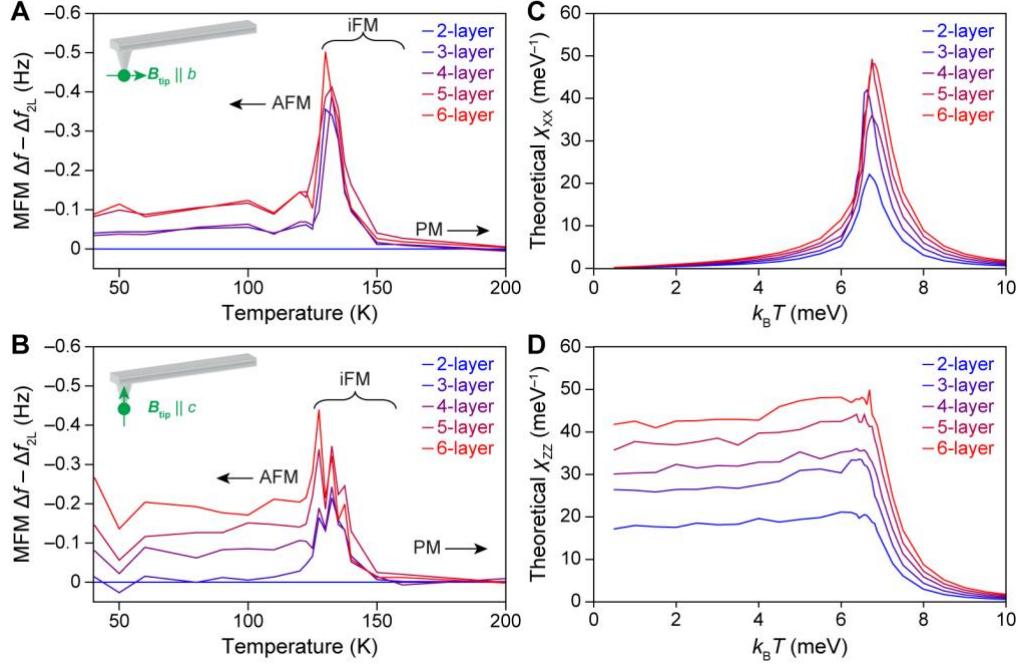 A
MFM Δf – Δf2L (Hz)
–0.6
–0.5
–0.4
–0.3
–0.2
–0.1
0
Btip || b
iFM
AFM
PM
2-layer
3-layer
4-layer
5-layer
6-layer
50
100
150
200
Temperature (K)
C
Theoretical χXX (meV–1)
60
50
40
30
20
10
0
2-layer
3-layer
4-layer
5-layer
6-layer
0
2
4
6
8
10
kBT (meV)
B
MFM Δf – Δf2L (Hz)
–0.6
–0.5
–0.4
–0.3
–0.2
–0.1
0
Btip || c
iFM
AFM
PM
2-layer
3-layer
4-layer
5-layer
6-layer
50
100
150
200
Temperature (K)
D
Theoretical χZZ (meV–1)
60
50
40
30
20
10
0
2-layer
3-layer
4-layer
5-layer
6-layer
0
2
4
6
8
10
kBT (meV)